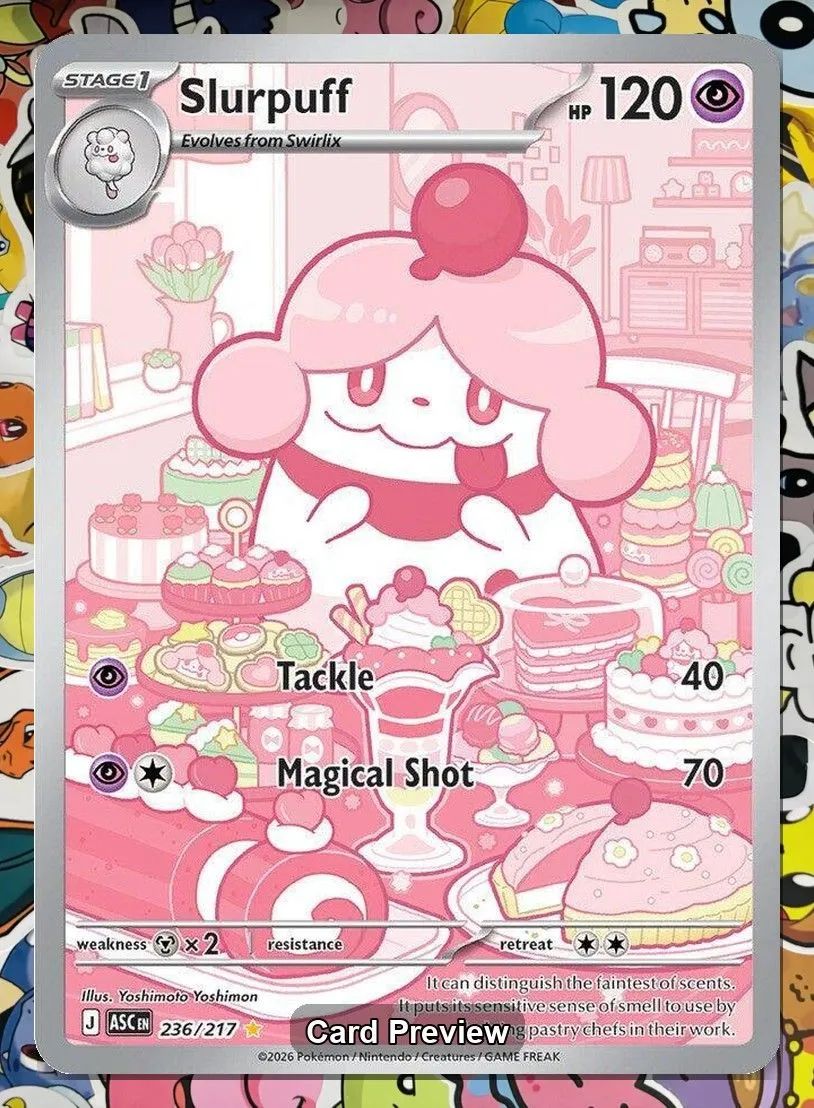 STAGE 1
Slurpuff
HP 120
Evolves from Swirlix
Tackle 40
Magical Shot 70
weakness ×2 resistance retreat
It can distinguish the faintest of scents.
Illus. Yoshimoto Yoshimon
It puts its sensitive sense of smell to use by
pastry chefs in their work.
J ASC EN 236/217
Card Preview
©2026 Pokémon / Nintendo / Creatures / GAME FREAK